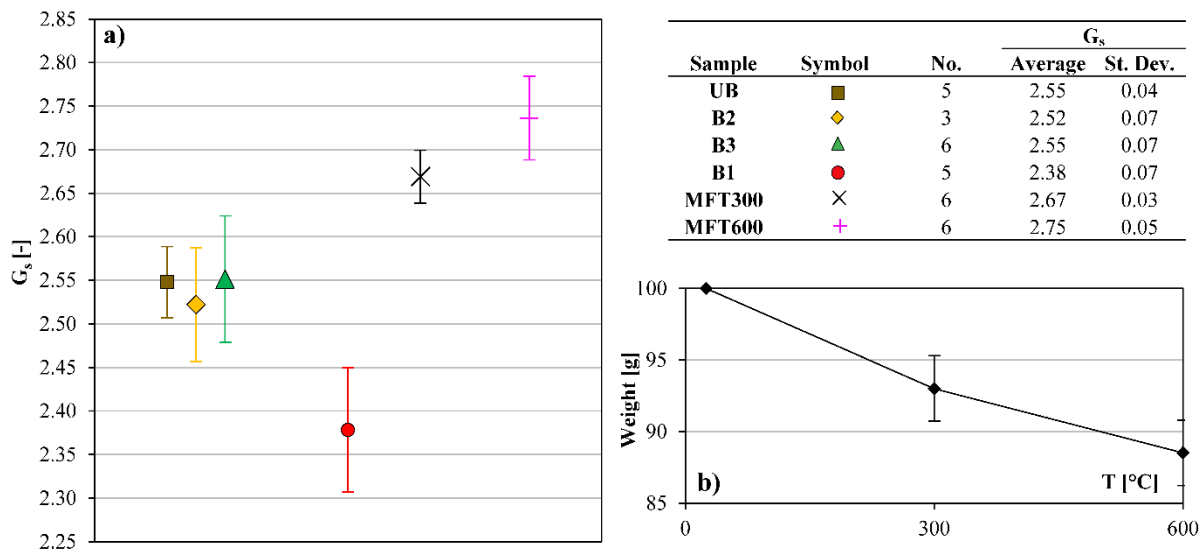 a)
2.85
2.80
2.75
2.70
2.65
2.60
2.55
2.50
2.45
2.40
2.35
2.30
2.25
Gs [-]
Gs
Sample Symbol No. Average St. Dev.
UB 5 2.55 0.04
B2 3 2.52 0.07
B3 6 2.55 0.07
B1 5 2.38 0.07
MFT300 6 2.67 0.03
MFT600 6 2.75 0.05
100
95
90
85
Weight [g]
b)
T [°C]
0 300 600